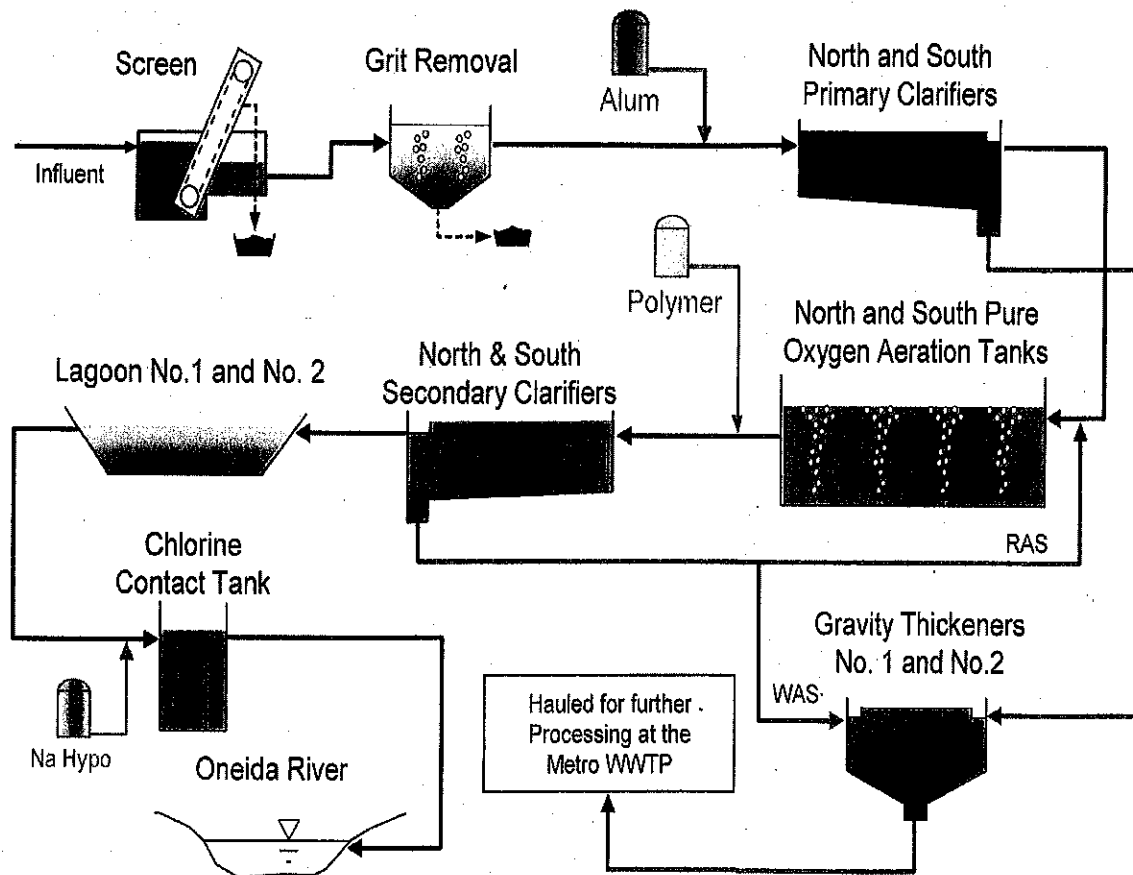 Screen
Influent
Grit Removal
Alum
North and South
Primary Clarifiers
Polymer
North and South Pure
Oxygen Aeration Tanks
North & South
Secondary Clarifiers
Lagoon No.1 and No. 2
RAS
Chlorine
Contact Tank
Na Hypo
Oneida River
Hauled for further
Processing at the
Metro WWTP
WAS
Gravity Thickeners
No. 1 and No.2